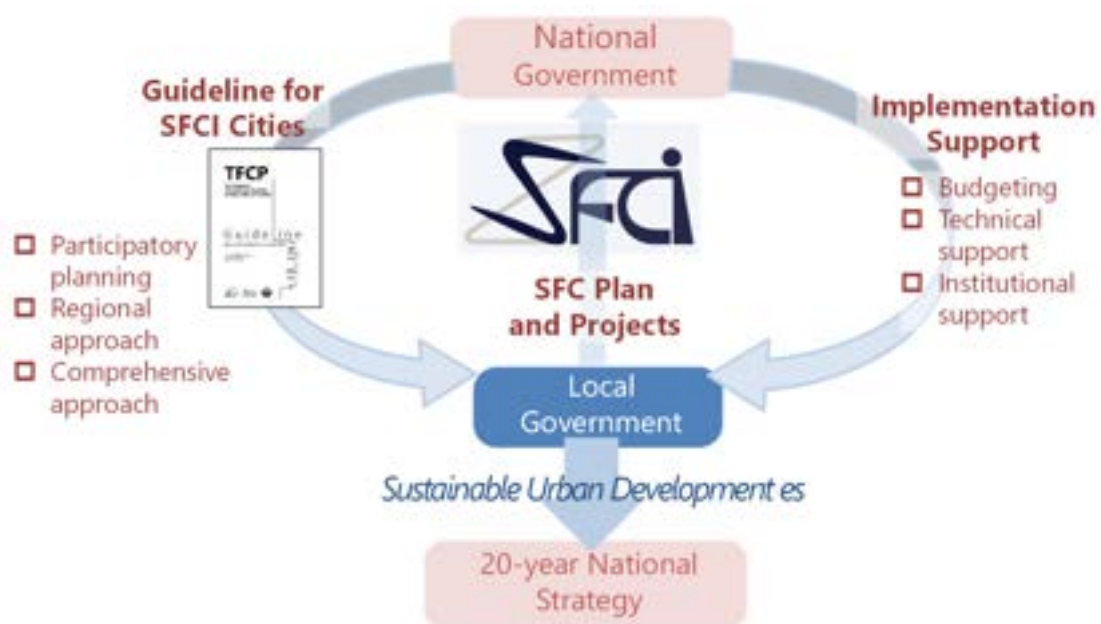 National
Government
Guideline for
SFCI Cities
TFCP
Guideline
Participatory
planning
Regional
approach
Comprehensive
approach
SFCI
SFC Plan
and Projects
Implementation
Support
Budgeting
Technical
support
Institutional
support
Local
Government
Sustainable Urban Development es
20-year National
Strategy